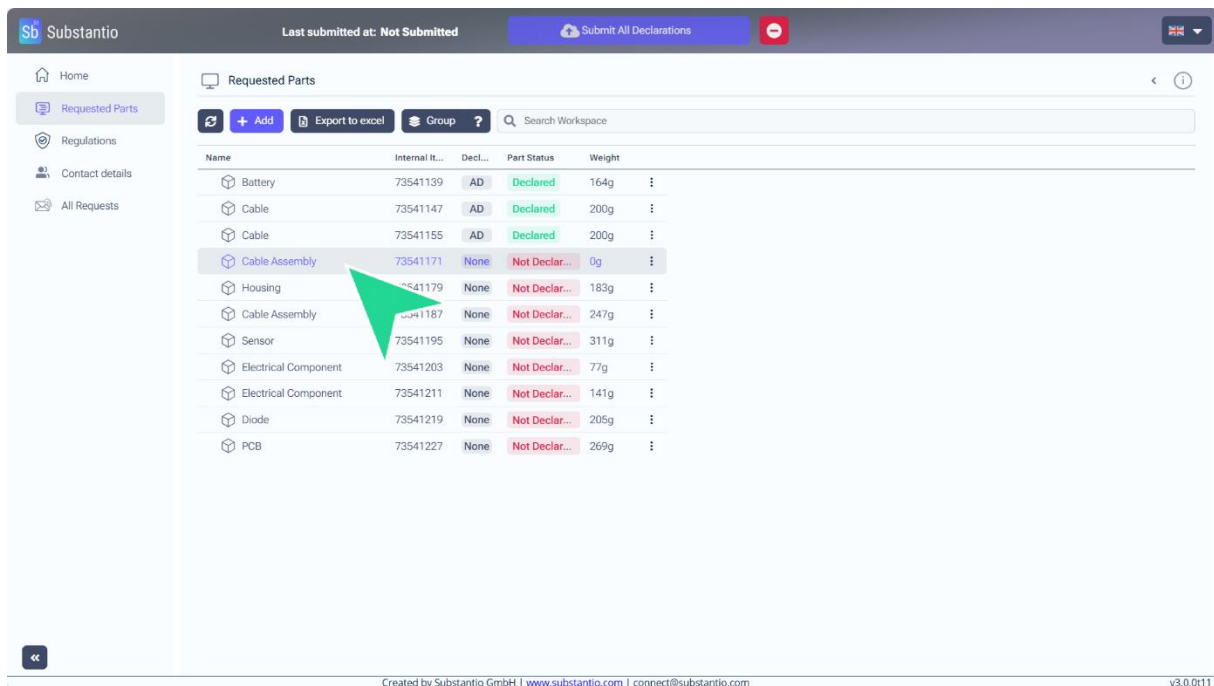 Sb Substantio Last submitted at: Not Submitted Submit All Declarations
Home
Requested Parts
Regulations
Contact details
All Requests
Requested Parts
+ Add Export to excel Group ? Search Workspace
Name Internal It... Decl... Part Status Weight
Battery 73541139 AD Declared 164g
Cable 73541147 AD Declared 200g
Cable 73541155 AD Declared 200g
Cable Assembly 73541171 None Not Declar... 0g
Housing 541179 None Not Declar... 183g
Cable Assembly 41187 None Not Declar... 247g
Sensor 73541195 None Not Declar... 311g
Electrical Component 73541203 None Not Declar... 77g
Electrical Component 73541211 None Not Declar... 141g
Diode 73541219 None Not Declar... 205g
PCB 73541227 None Not Declar... 269g
Created by Substantio GmbH | www.substantio.com | connect@substantio.com v3.0.0t11